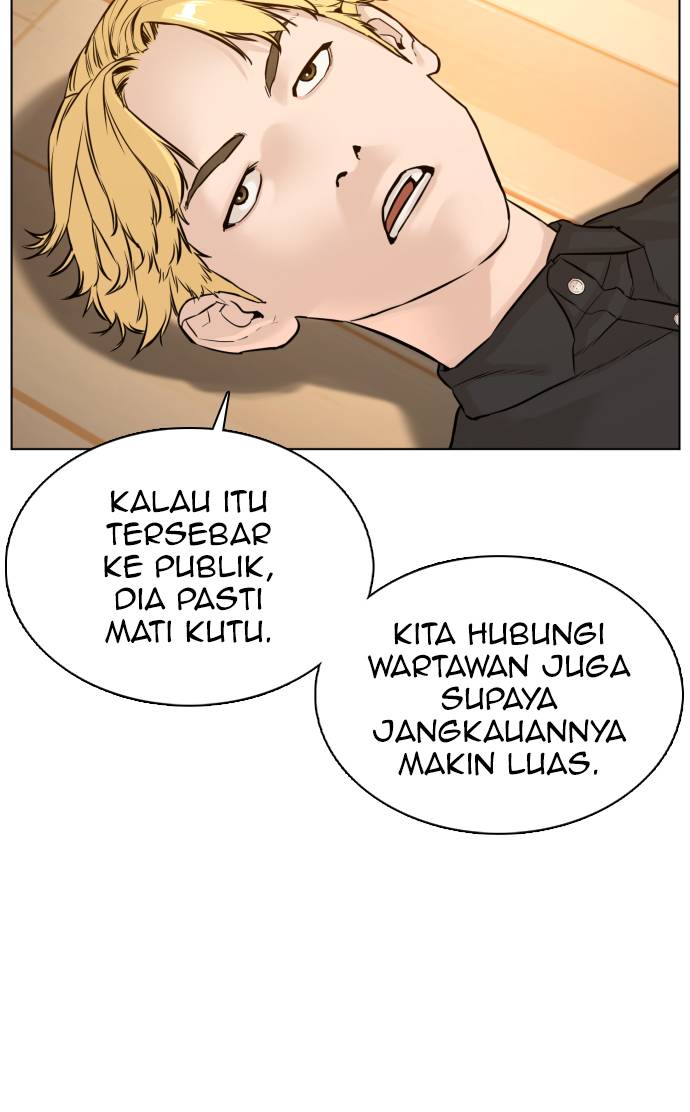 KALAU ITU
TERSEBAR
KE PUBLIK,
DIA PASTI
MATI KUTU.
KITA HUBUNGI
WARTAWAN JUGA
SUPAYA
JANGKAUANNYA
MAKIN LUAS.